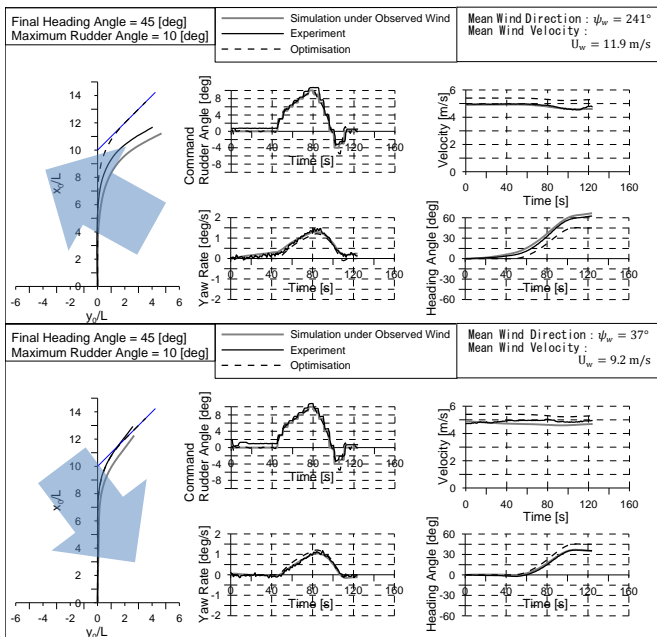 Final Heading Angle = 45 [deg]
Maximum Rudder Angle = 10 [deg]
Simulation under Observed Wind
Experiment
Optimisation
Mean Wind Direction : ψw = 241°
Mean Wind Velocity :
Uw = 11.9 m/s
16
14
12
10
8
6
4
2
0
x0/L
-6 -4 -2 0 2 4 6
y0/L
Command
Rudder Angle [deg]
8
4
0
-4
-8
0 40 80 120 160
Time [s]
Velocity [m/s]
6
4
2
0
0 40 80 120 160
Time [s]
Yaw Rate [deg/s]
2
1
0
-1
-2
0 40 80 120 160
Time [s]
Heading Angle [deg]
60
30
0
-30
-60
0 40 80 120 160
Time [s]
Final Heading Angle = 45 [deg]
Maximum Rudder Angle = 10 [deg]
Simulation under Observed Wind
Experiment
Optimisation
Mean Wind Direction : ψw = 37°
Mean Wind Velocity :
Uw = 9.2 m/s
16
14
12
10
8
6
4
2
0
x0/L
-6 -4 -2 0 2 4 6
y0/L
Command
Rudder Angle [deg]
8
4
0
-4
-8
0 40 80 120 160
Time [s]
Velocity [m/s]
6
4
2
0
0 40 80 120 160
Time [s]
Yaw Rate [deg/s]
2
1
0
-1
-2
0 40 80 120 160
Time [s]
Heading Angle [deg]
60
30
0
-30
-60
0 40 80 120 160
Time [s]